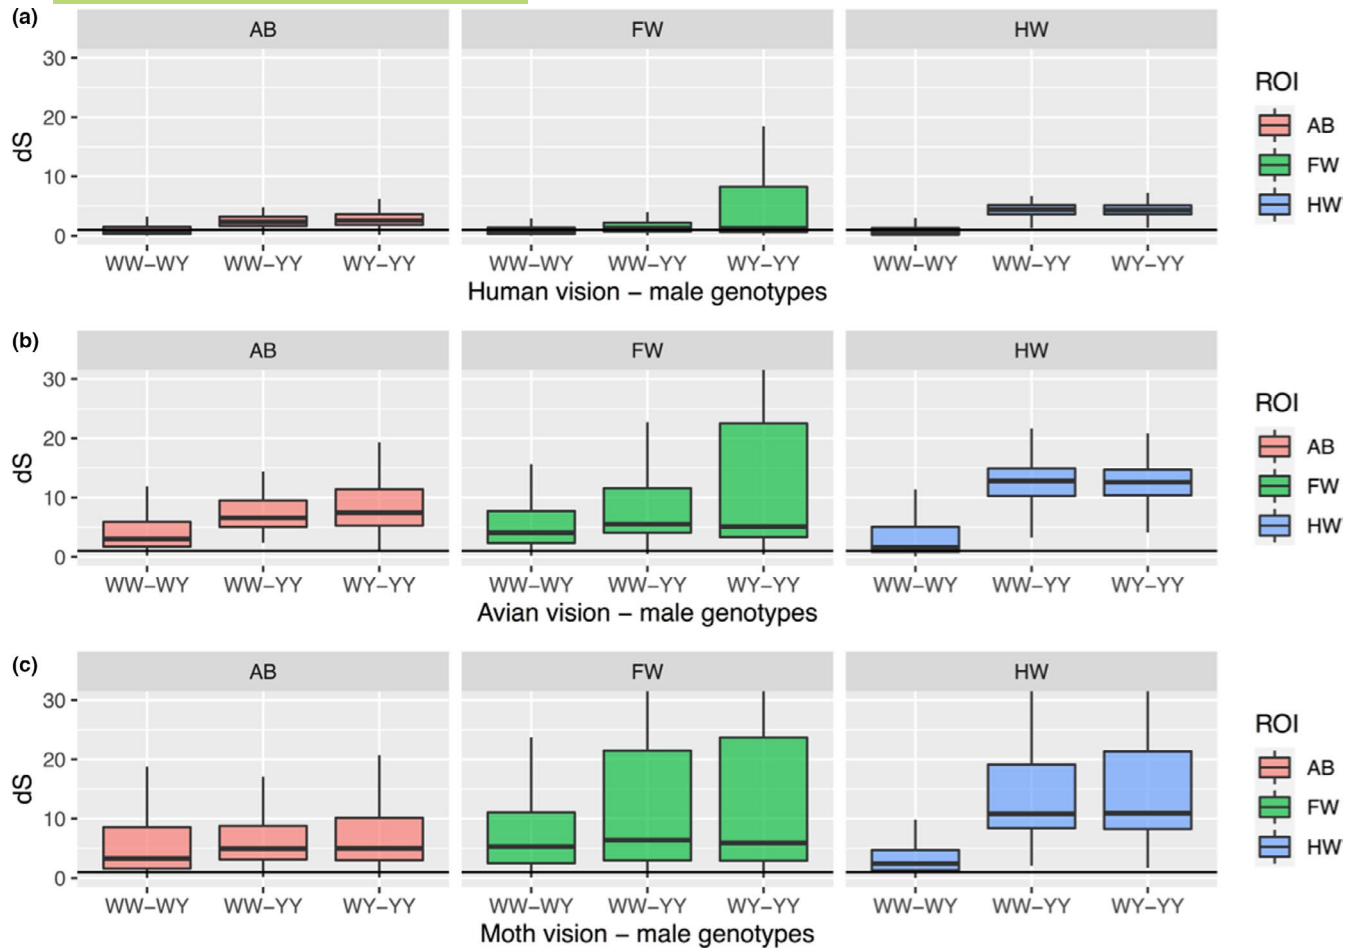 (a)
AB FW HW
30
20
10
0
dS
WW–WY WW–YY WY–YY WW–WY WW–YY WY–YY WW–WY WW–YY WY–YY
Human vision – male genotypes
ROI
AB
FW
HW
(b)
AB FW HW
30
20
10
0
dS
WW–WY WW–YY WY–YY WW–WY WW–YY WY–YY WW–WY WW–YY WY–YY
Avian vision – male genotypes
ROI
AB
FW
HW
(c)
AB FW HW
30
20
10
0
dS
WW–WY WW–YY WY–YY WW–WY WW–YY WY–YY WW–WY WW–YY WY–YY
Moth vision – male genotypes
ROI
AB
FW
HW